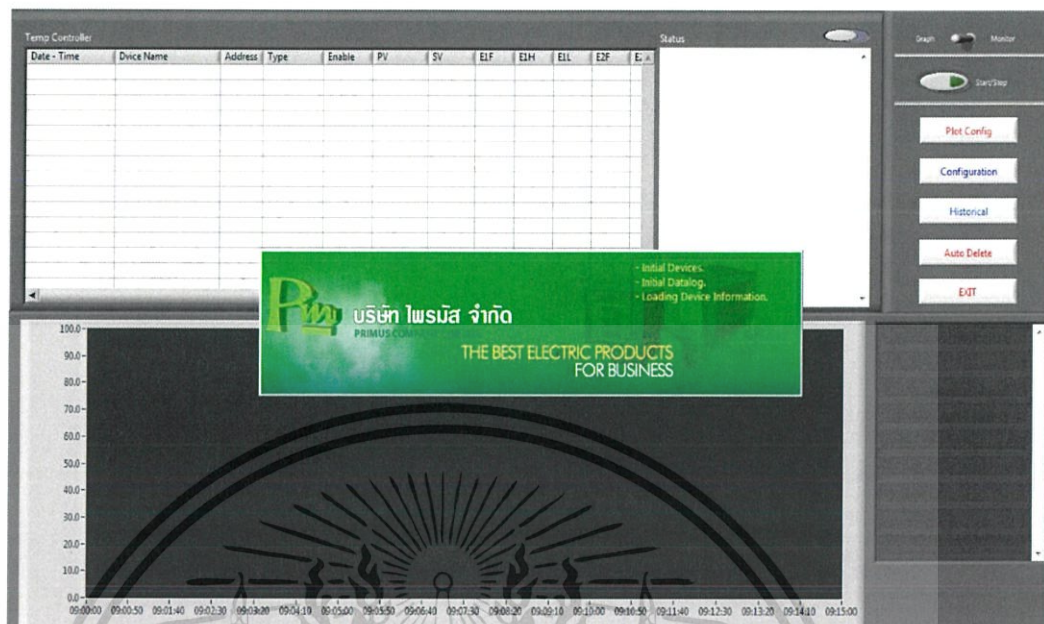 Temp Controller
Status
Graph Monitor
Date - Time Dvice Name Address Type Enable PV SV E1F E1H E1L E2F
Start/Stop
Plot Config
Configuration
Historical
Auto Delete
EXIT
- Initial Devices.
- Initial Datalog.
- Loading Device Information.
Prim
บริษัท ไพรมัส จำกัด
PRIMUS
THE BEST ELECTRIC PRODUCTS
FOR BUSINESS
100.0
90.0
80.0
70.0
60.0
50.0
40.0
30.0
20.0
10.0
0.0
09:00:00 09:00:50 09:01:40 09:02:30 09:03:20 09:04:10 09:05:00 09:05:50 09:06:40 09:07:30 09:08:20 09:09:10 09:10:00 09:10:50 09:11:40 09:12:30 09:13:20 09:14:10 09:15:00